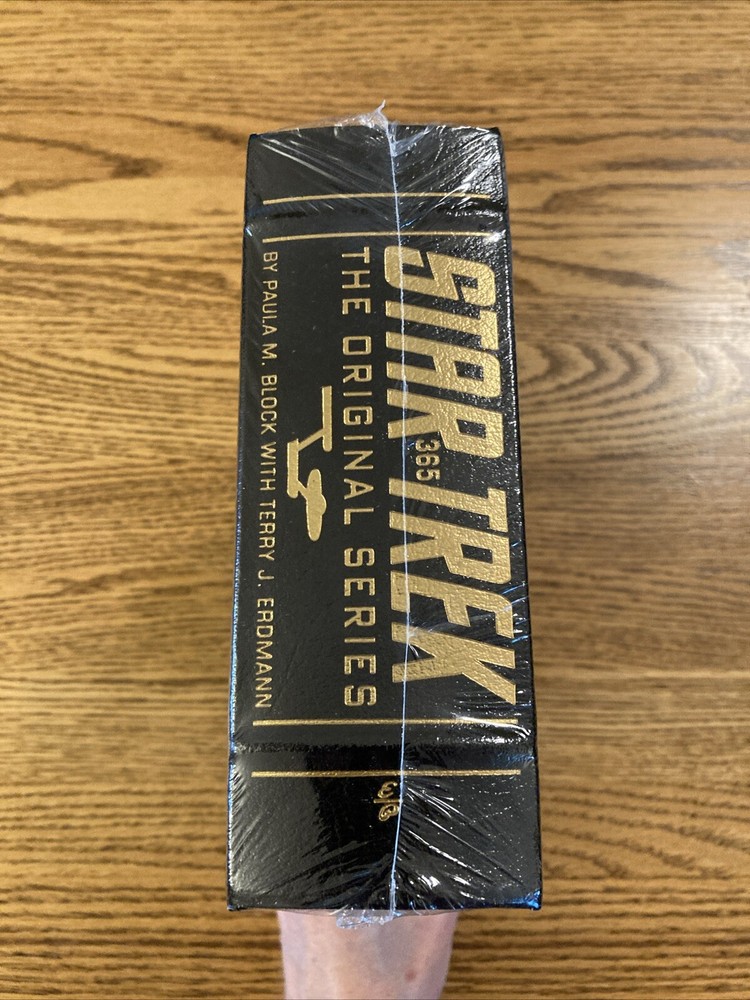 STAR TREK
365
THE ORIGINAL SERIES
BY PAULA M. BLOCK WITH TERRY J. ERDMANN